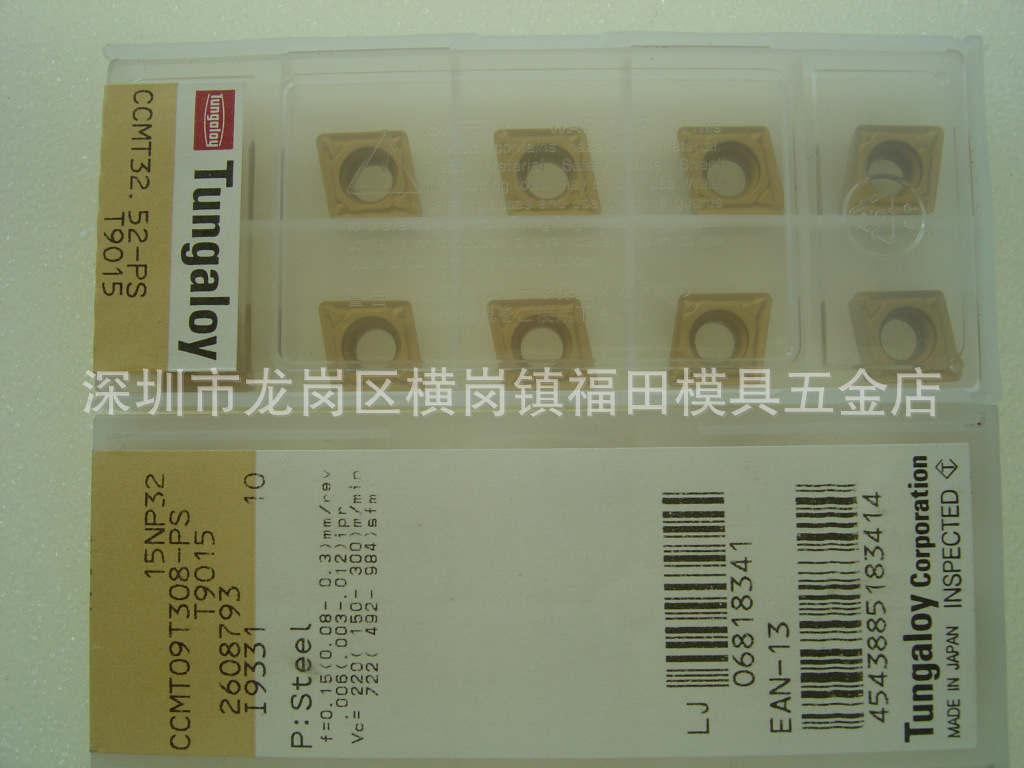 Tungaloy
Tungaloy
CCMT32.52-PS
T9015
深圳市龙岗区横岗镇福田模具五金店
15NP32
CCMT09T308-PS
T9015
2608793
I9331 10
P:Steel
f=0.15(0.08- 0.3)mm/rev
.006(.003-.012)ipr
Vc= 220( 150- 300)m/min
722( 492- 984)sfm
LJ 06818341
EAN-13 4543885183414
Tungaloy Corporation
MADE IN JAPAN INSPECTED